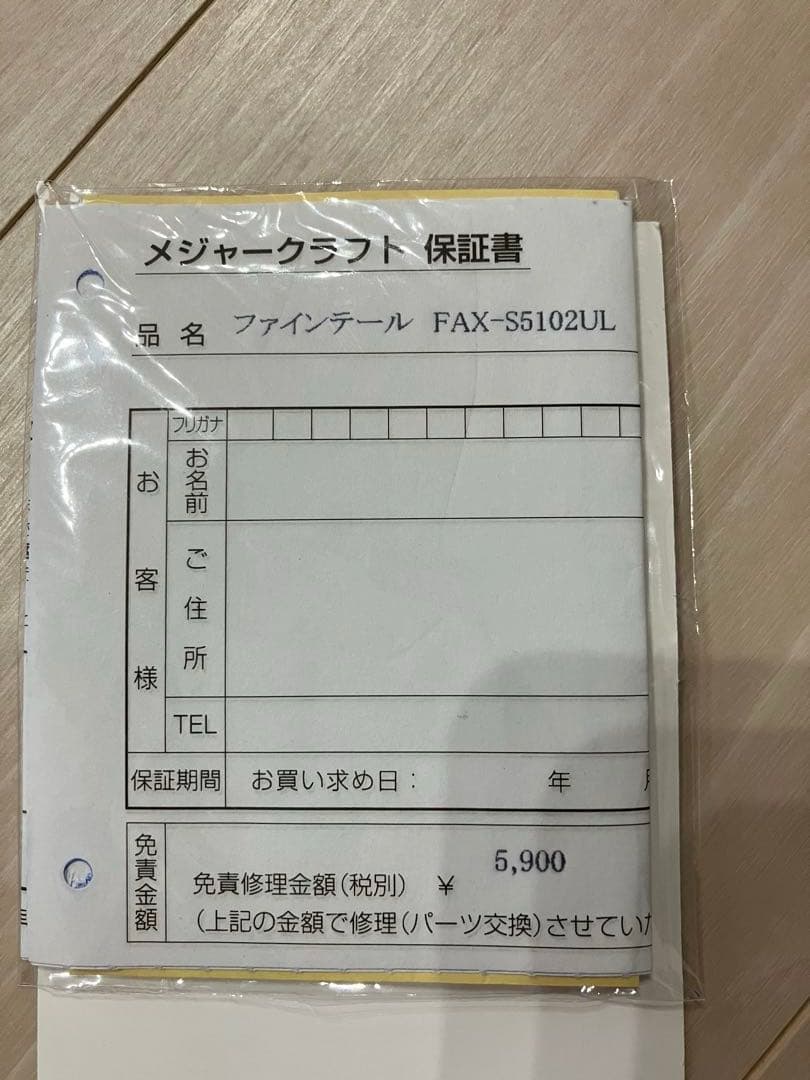 メジャークラフト 保証書
品 名 ファインテール FAX-S5102UL
お客様
フリガナ
お名前
ご住所
TEL
保証期間 お買い求め日： 年
免責金額
免責修理金額（税別） ￥ 5,900
（上記の金額で修理（パーツ交換）させてい